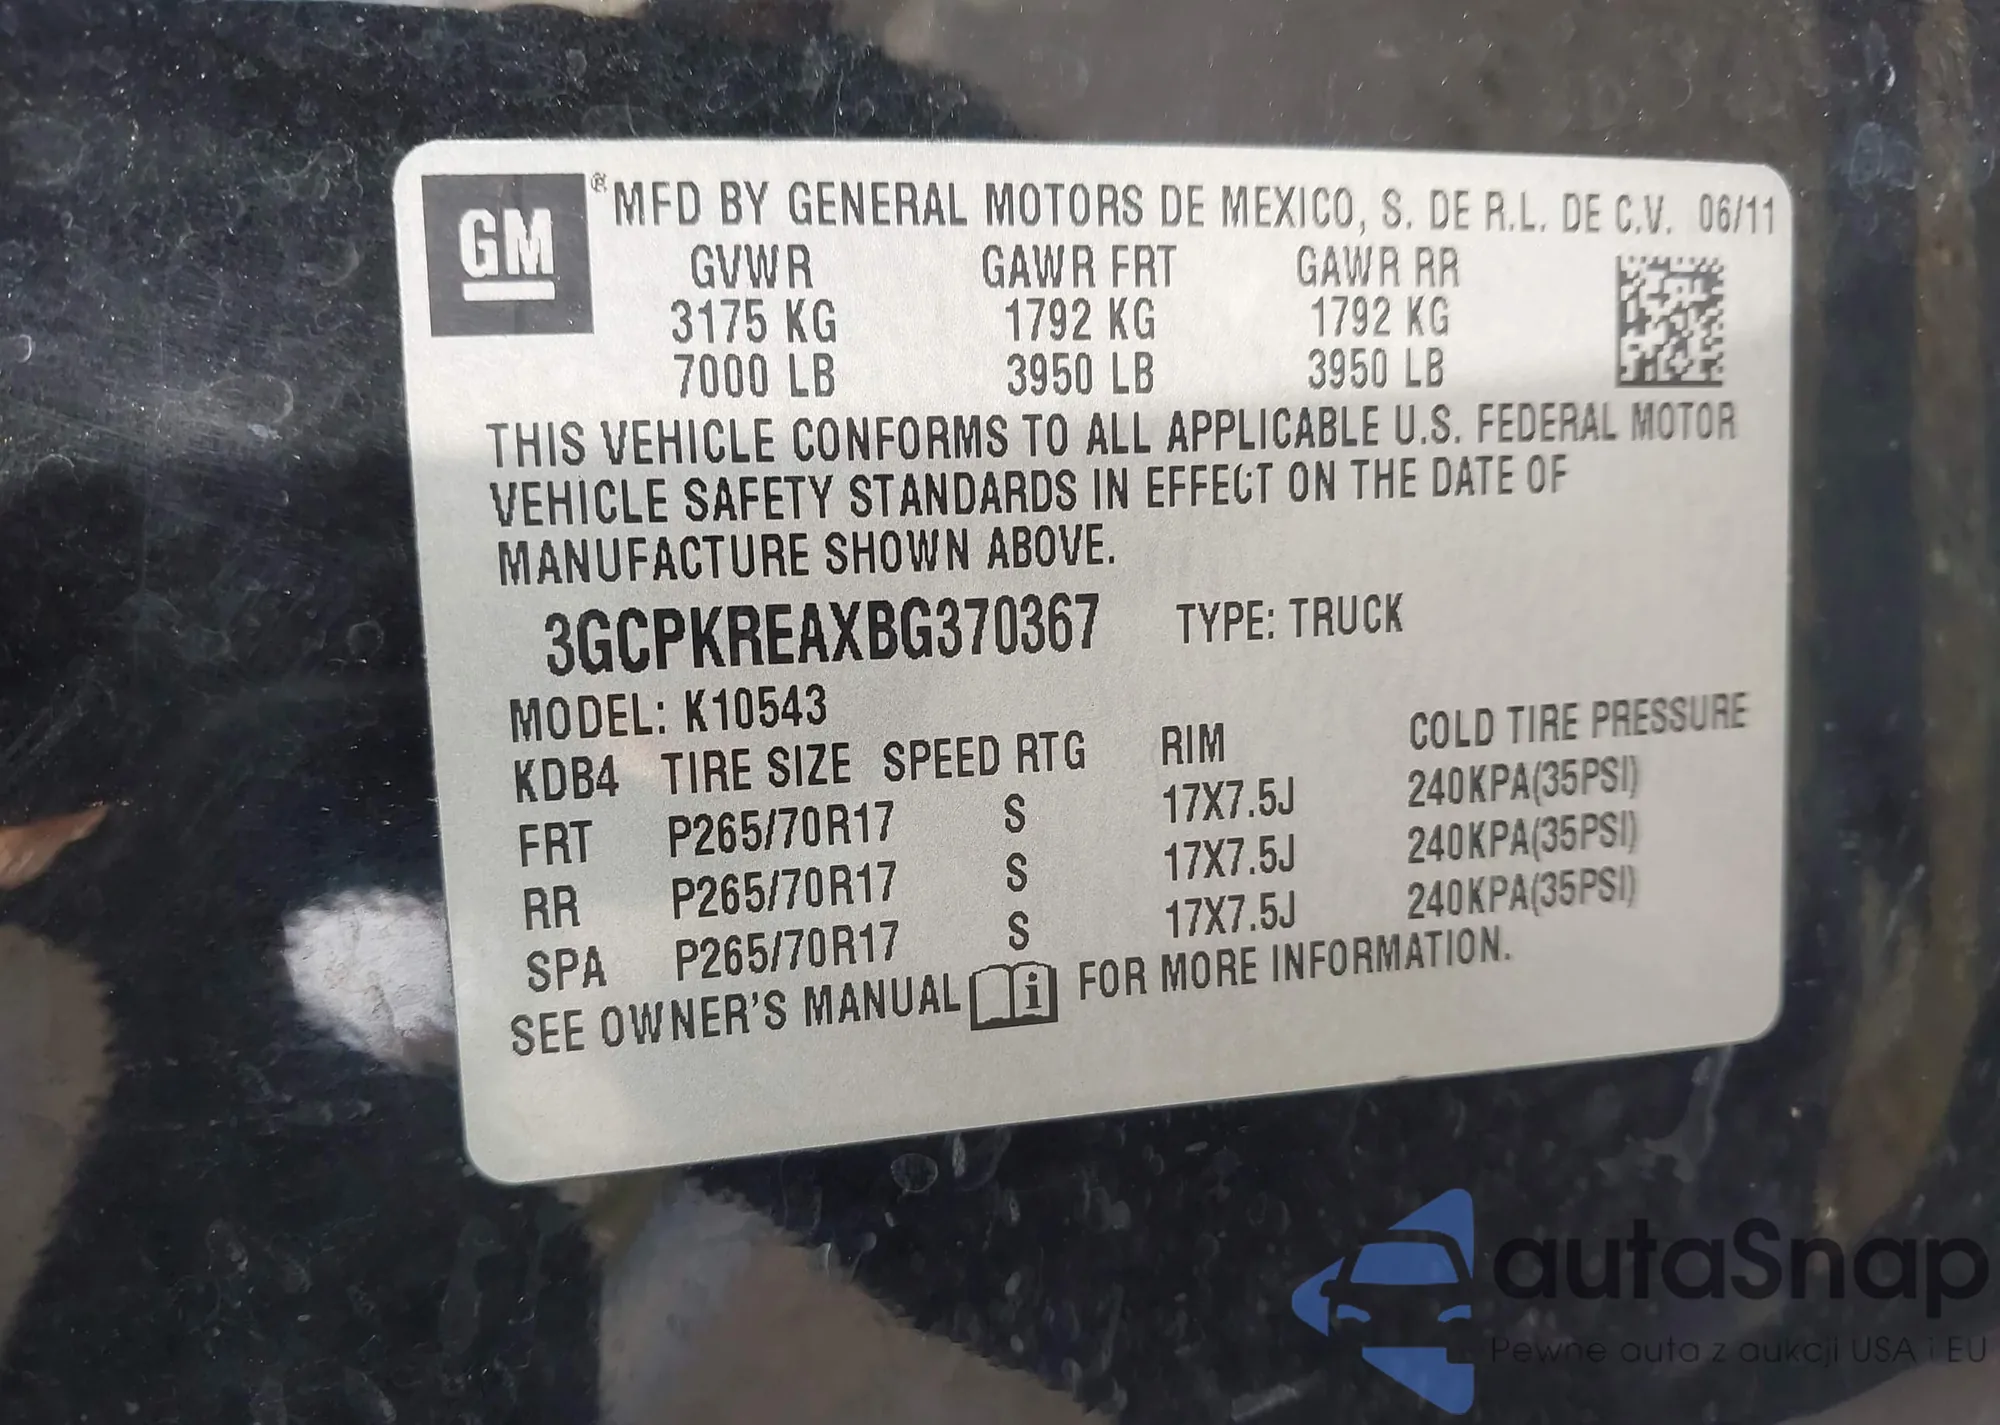 GM ® MFD BY GENERAL MOTORS DE MEXICO, S. DE R.L. DE C.V. 06/11
GVWR GAWR FRT GAWR RR
3175 KG 1792 KG 1792 KG
7000 LB 3950 LB 3950 LB
THIS VEHICLE CONFORMS TO ALL APPLICABLE U.S. FEDERAL MOTOR
VEHICLE SAFETY STANDARDS IN EFFECT ON THE DATE OF
MANUFACTURE SHOWN ABOVE.
3GCPKREAXBG370367 TYPE: TRUCK
MODEL: K10543
KDB4 TIRE SIZE SPEED RTG RIM COLD TIRE PRESSURE
FRT P265/70R17 S 17X7.5J 240KPA(35PSI)
RR P265/70R17 S 17X7.5J 240KPA(35PSI)
SPA P265/70R17 S 17X7.5J 240KPA(35PSI)
SEE OWNER'S MANUAL i FOR MORE INFORMATION.
autaSnap
Pewne auta z aukcji USA i EU